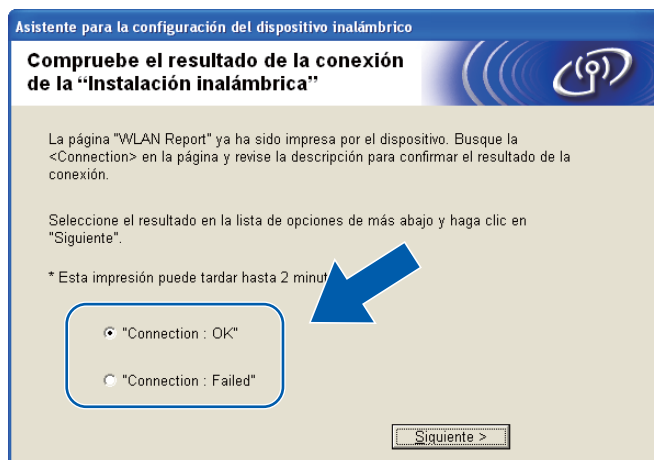 Asistente para la configuración del dispositivo inalámbrico
Compruebe el resultado de la conexión
de la “Instalación inalámbrica”
La página "WLAN Report" ya ha sido impresa por el dispositivo. Busque la
<Connection> en la página y revise la descripción para confirmar el resultado de la
conexión.
Seleccione el resultado en la lista de opciones de más abajo y haga clic en
"Siguiente".
* Esta impresión puede tardar hasta 2 minut
"Connection : OK"
"Connection : Failed"
Siguiente >